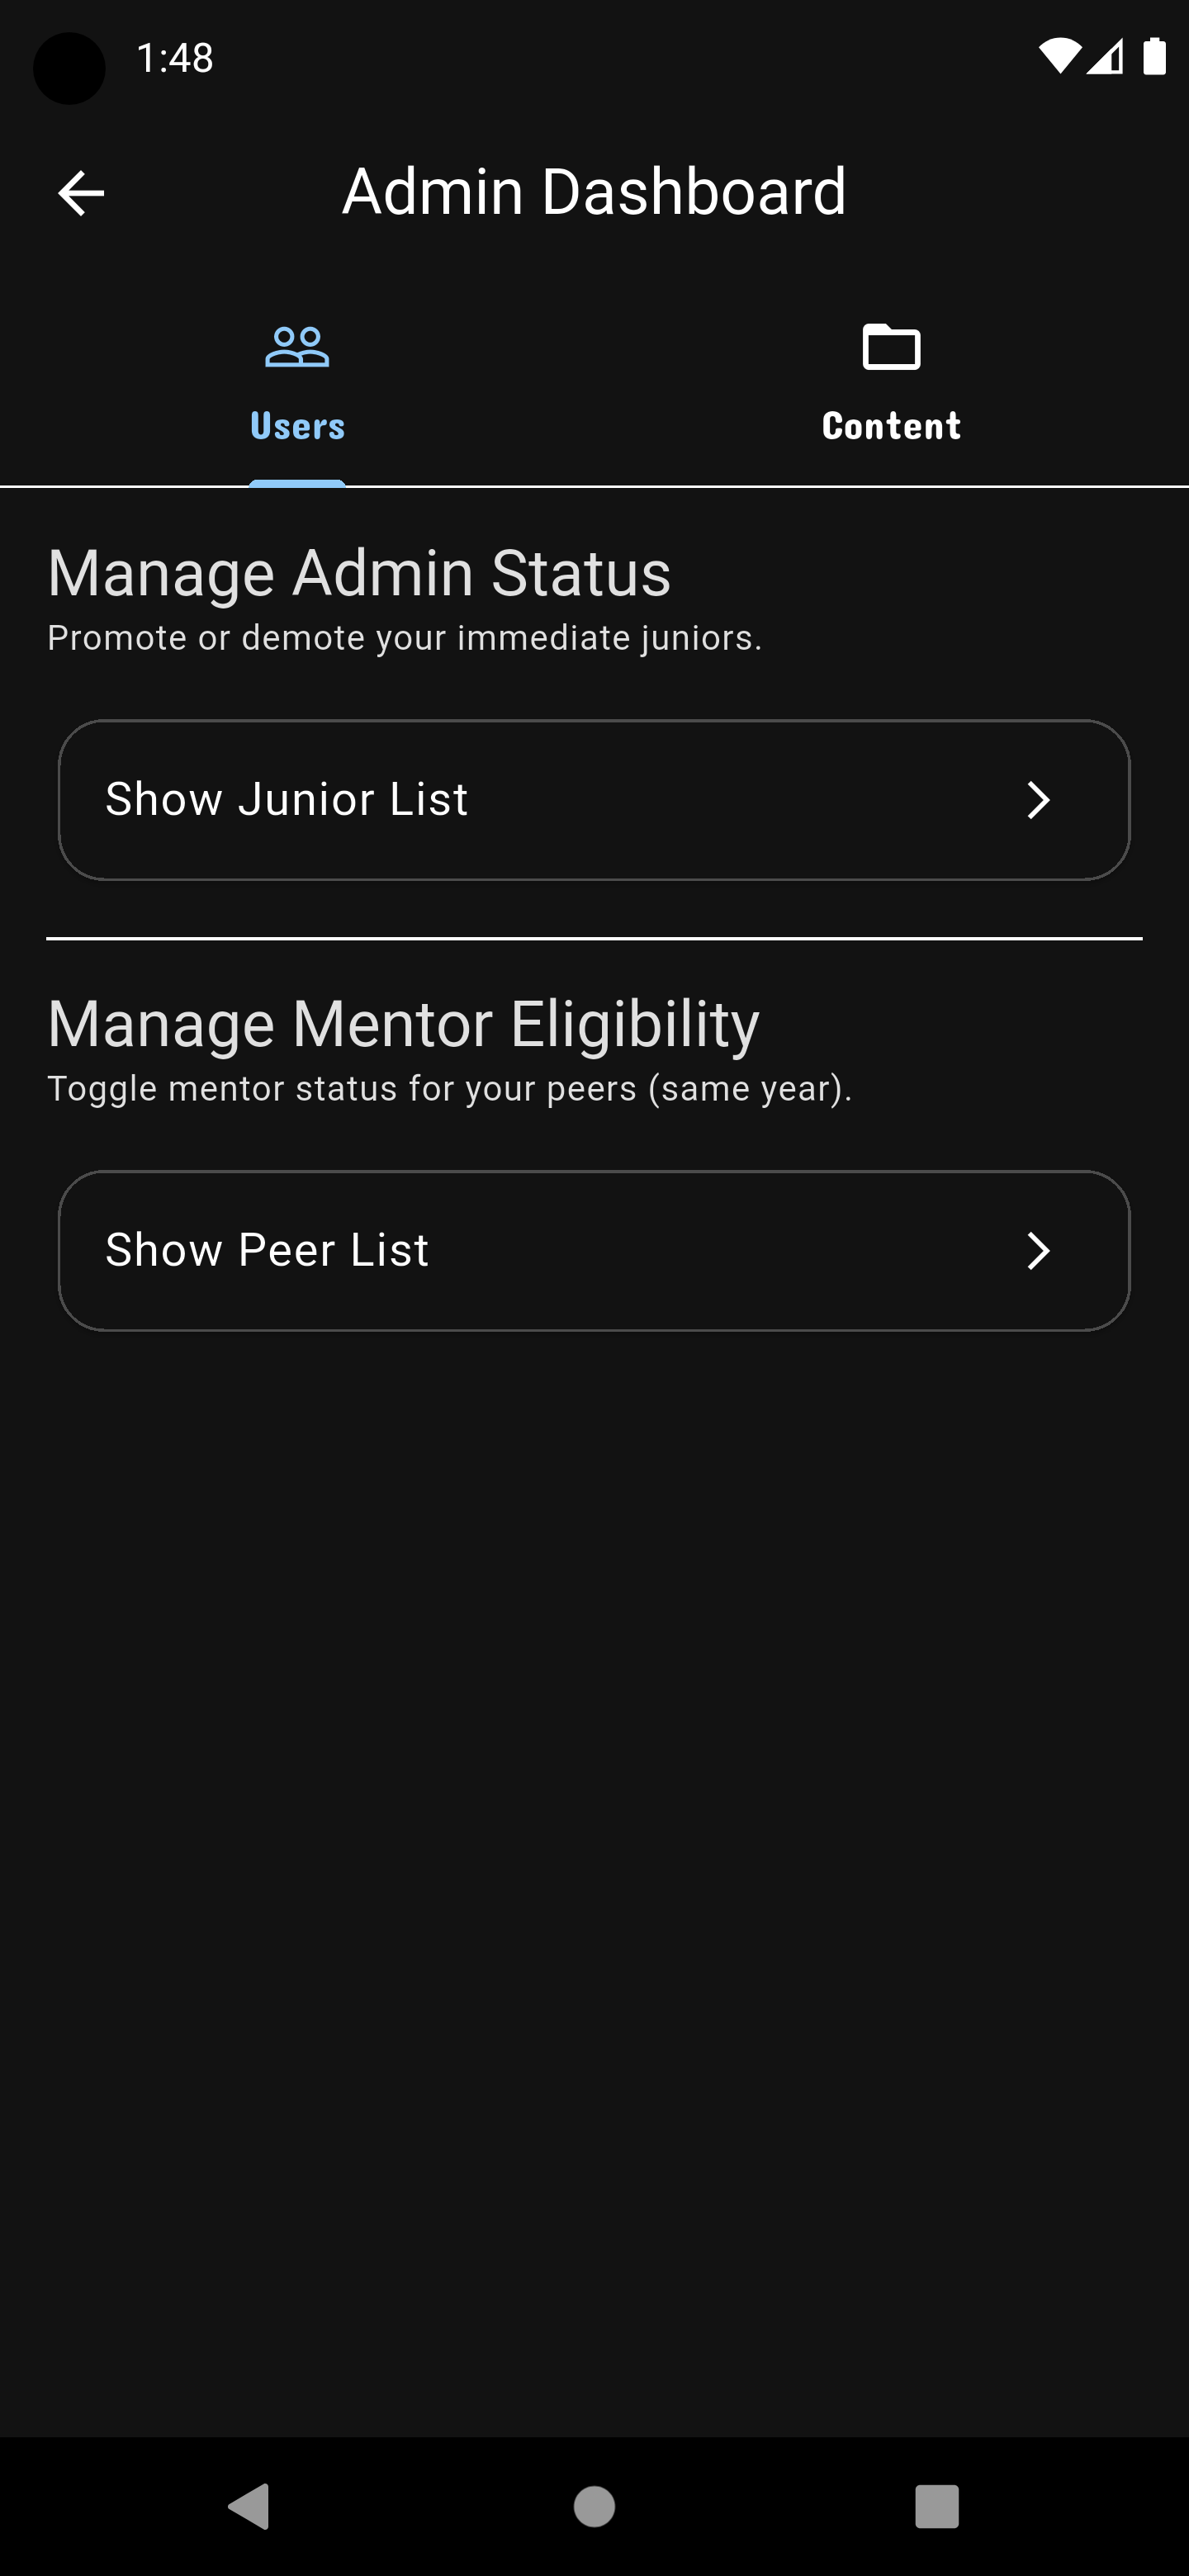 1:48
Admin Dashboard
Users
Content
Manage Admin Status
Promote or demote your immediate juniors.
Show Junior List
Manage Mentor Eligibility
Toggle mentor status for your peers (same year).
Show Peer List